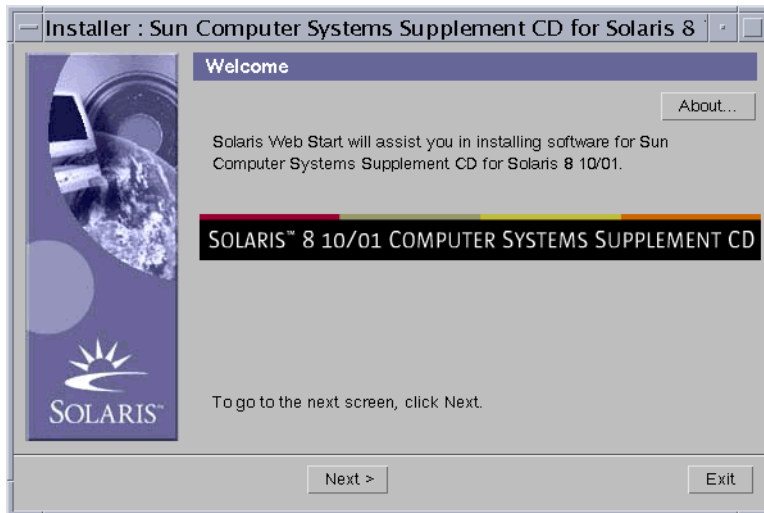 Installer : Sun Computer Systems Supplement CD for Solaris 8
Welcome
About...
Solaris Web Start will assist you in installing software for Sun
Computer Systems Supplement CD for Solaris 8 10/01.
SOLARIS™ 8 10/01 COMPUTER SYSTEMS SUPPLEMENT CD
To go to the next screen, click Next.
SOLARIS™
Next >
Exit